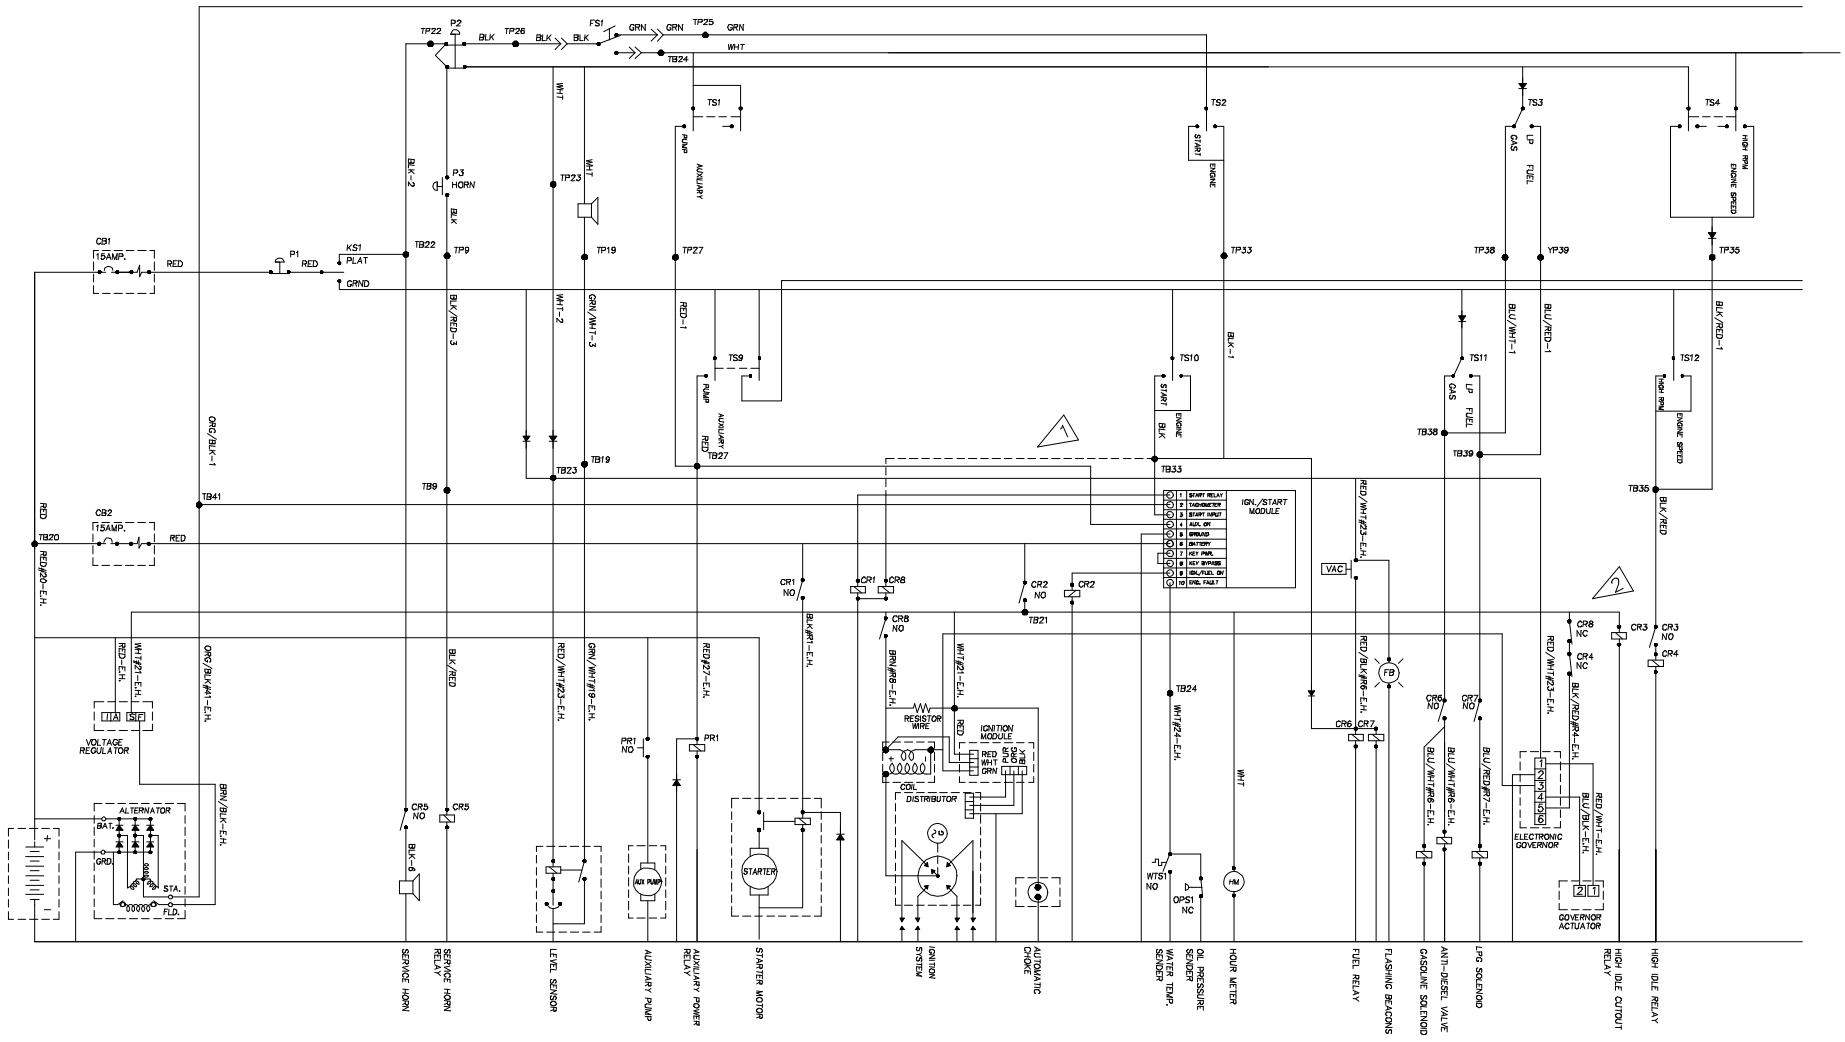 P2
TP22
BLK
TP26
BLK
BLK
FS1
GRN
GRN
TP25
GRN
WHT
TB24
WHT
TS1
PUMP
AUXILIARY
TS2
START
ENGINE
TS3
GAS
LP
FUEL
TS4
HIGH RPM
ENGINE SPEED
BLK-2
P3
HORN
BLK
TP23
WHT
CB1
15AMP.
RED
P1
RED
KS1
PLAT
GRND
TB22
TP9
TP19
TP27
TP33
TP38
YP39
TP35
BLK/RED-3
WHT-2
GRN/WHT-3
RED-1
BLK-1
BLU/WHT-1
BLU/RED-1
BLK/RED-1
TS9
PUMP
AUXILIARY
RED
TS10
START
ENGINE
BLK
TS11
GAS
LP
FUEL
TS12
HIGH RPM
ENGINE SPEED
ORG/BLK-1
1
TB38
TB39
TB19
TB23
TB27
TB33
TB9
TB35
TB41
RED
CB2
15AMP.
RED
TB20
RED#20-E.H.
1 START RELAY
2 TACHOMETER
3 START INPUT
4 AUX. ON
5 GROUND
6 BATTERY
7 KEY PWR.
8 KEY BYPASS
9 IGN./FUEL ON
10 ENG. FAULT
IGN./START
MODULE
RED/WHT#23-E.H.
BLK/RED
VAC
2
CR1
NO
CR1
CR8
CR2
NO
CR2
TB21
CR8
NO
CR8
NC
CR4
NC
CR3
CR3
NO
CR4
RED-E.H.
WHT#21-E.H.
ORG/BLK#41-E.H.
BLK/RED
RED/WHT#23-E.H.
GRN/WHT#19-E.H.
RED#27-E.H.
BLK#R1-E.H.
BRN#R8-E.H.
WHT#21-E.H.
RED/BLK#R6-E.H.
FB
RED/WHT#23-E.H.
BLK/RED#R4-E.H.
TB24
WHT#24-E.H.
I A
S F
VOLTAGE
REGULATOR
PR1
NO
PR1
RESISTOR
WIRE
RED
IGNITION
MODULE
RED
WHT
GRN
PUR
ORG
BLK
COIL
DISTRIBUTOR
CR6
CR7
CR6
NO
CR7
NO
BLU/WHT#R6-E.H.
BLU/WHT#R6-E.H.
BLU/RED#R7-E.H.
WHT
1
2
3
4
5
6
ELECTRONIC
GOVERNOR
BLU/BLK-E.H.
RED/WHT-E.H.
2 1
GOVERNOR
ACTUATOR
ALTERNATOR
BAT.
GRD.
STA.
FLD.
BRN/BLK-E.H.
CR5
NO
CR5
BLK-6
AUX PUMP
STARTER
WTS1
NO
OPS1
NC
HM
SERVICE HORN
SERVICE HORN
RELAY
LEVEL SENSOR
AUXILIARY PUMP
AUXILIARY POWER
RELAY
STARTER MOTOR
IGNITION
SYSTEM
AUTOMATIC
CHOKE
WATER TEMP.
SENDER
OIL PRESSURE
SENDER
HOUR METER
FUEL RELAY
FLASHING BEACONS
GASOLINE SOLENOID
ANTI-DIESEL VALVE
LPG SOLENOID
HIGH IDLE CUTOUT
RELAY
HIGH IDLE RELAY